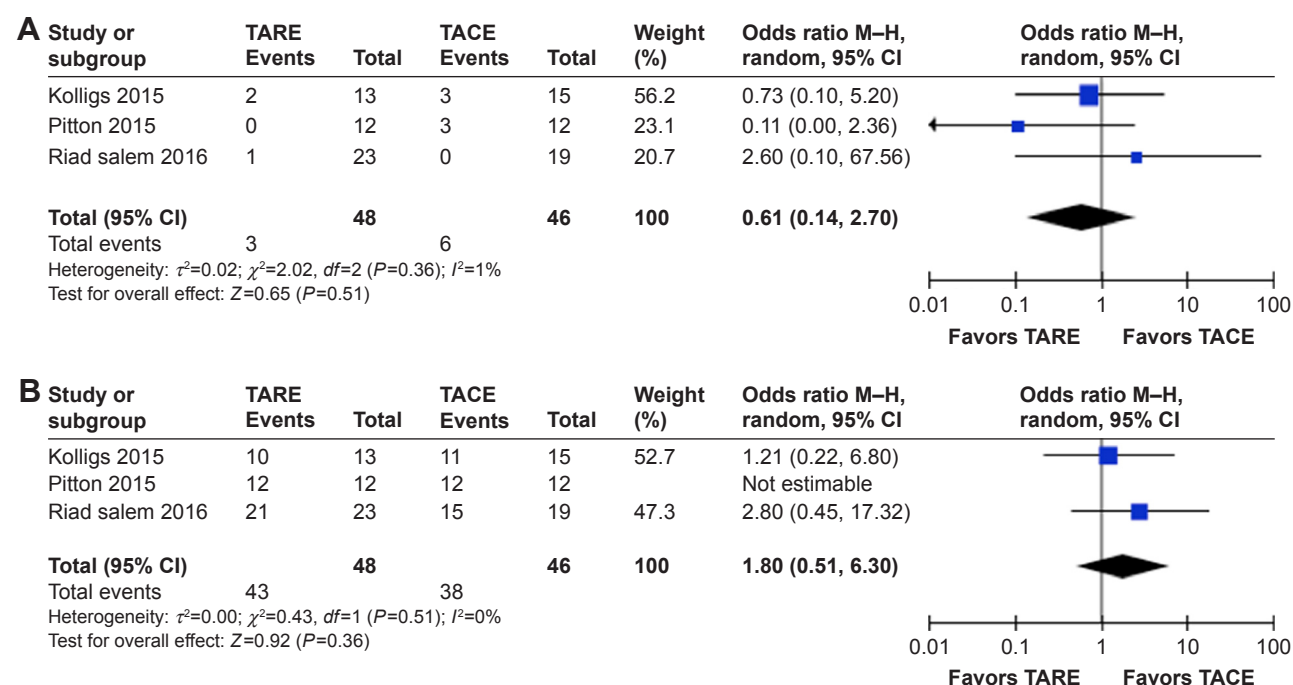 A Study or subgroup TARE Events Total TACE Events Total Weight (%) Odds ratio M–H, random, 95% CI Odds ratio M–H, random, 95% CI
Kolligs 2015 2 13 3 15 56.2 0.73 (0.10, 5.20)
Pitton 2015 0 12 3 12 23.1 0.11 (0.00, 2.36)
Riad salem 2016 1 23 0 19 20.7 2.60 (0.10, 67.56)
Total (95% CI) 48 46 100 0.61 (0.14, 2.70)
Total events 3 6
Heterogeneity: τ²=0.02; χ²=2.02, df=2 (P=0.36); I²=1%
Test for overall effect: Z=0.65 (P=0.51)
0.01 0.1 1 10 100
Favors TARE Favors TACE
B Study or subgroup TARE Events Total TACE Events Total Weight (%) Odds ratio M–H, random, 95% CI Odds ratio M–H, random, 95% CI
Kolligs 2015 10 13 11 15 52.7 1.21 (0.22, 6.80)
Pitton 2015 12 12 12 12 Not estimable
Riad salem 2016 21 23 15 19 47.3 2.80 (0.45, 17.32)
Total (95% CI) 48 46 100 1.80 (0.51, 6.30)
Total events 43 38
Heterogeneity: τ²=0.00; χ²=0.43, df=1 (P=0.51); I²=0%
Test for overall effect: Z=0.92 (P=0.36)
0.01 0.1 1 10 100
Favors TARE Favors TACE